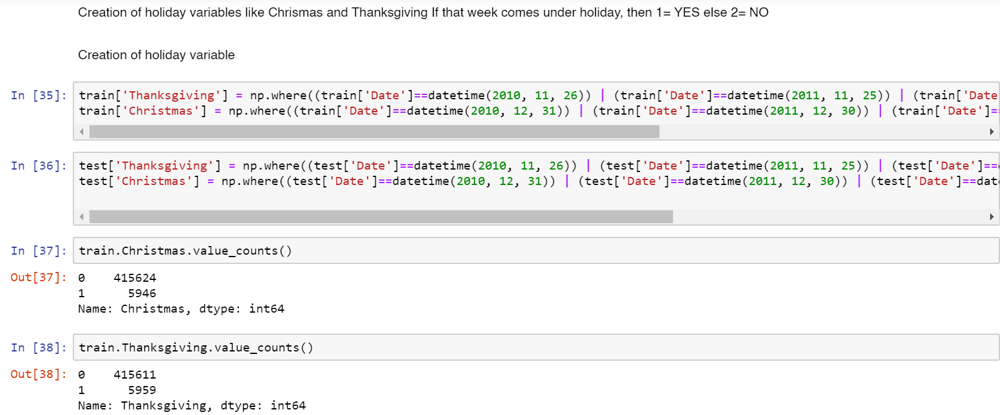 Creation of holiday variables like Chrismas and Thanksgiving If that week comes under holiday, then 1= YES else 2= NO
Creation of holiday variable
In [35]: train['Thanksgiving'] = np.where((train['Date']==datetime(2010, 11, 26)) | (train['Date']==datetime(2011, 11, 25)) | (train['Date
train['Christmas'] = np.where((train['Date']==datetime(2010, 12, 31)) | (train['Date']==datetime(2011, 12, 30)) | (train['Date']==
In [36]: test['Thanksgiving'] = np.where((test['Date']==datetime(2010, 11, 26)) | (test['Date']==datetime(2011, 11, 25)) | (test['Date']==
test['Christmas'] = np.where((test['Date']==datetime(2010, 12, 31)) | (test['Date']==datetime(2011, 12, 30)) | (test['Date']==dat
In [37]: train.Christmas.value_counts()
Out[37]: 0 415624
1 5946
Name: Christmas, dtype: int64
In [38]: train.Thanksgiving.value_counts()
Out[38]: 0 415611
1 5959
Name: Thanksgiving, dtype: int64